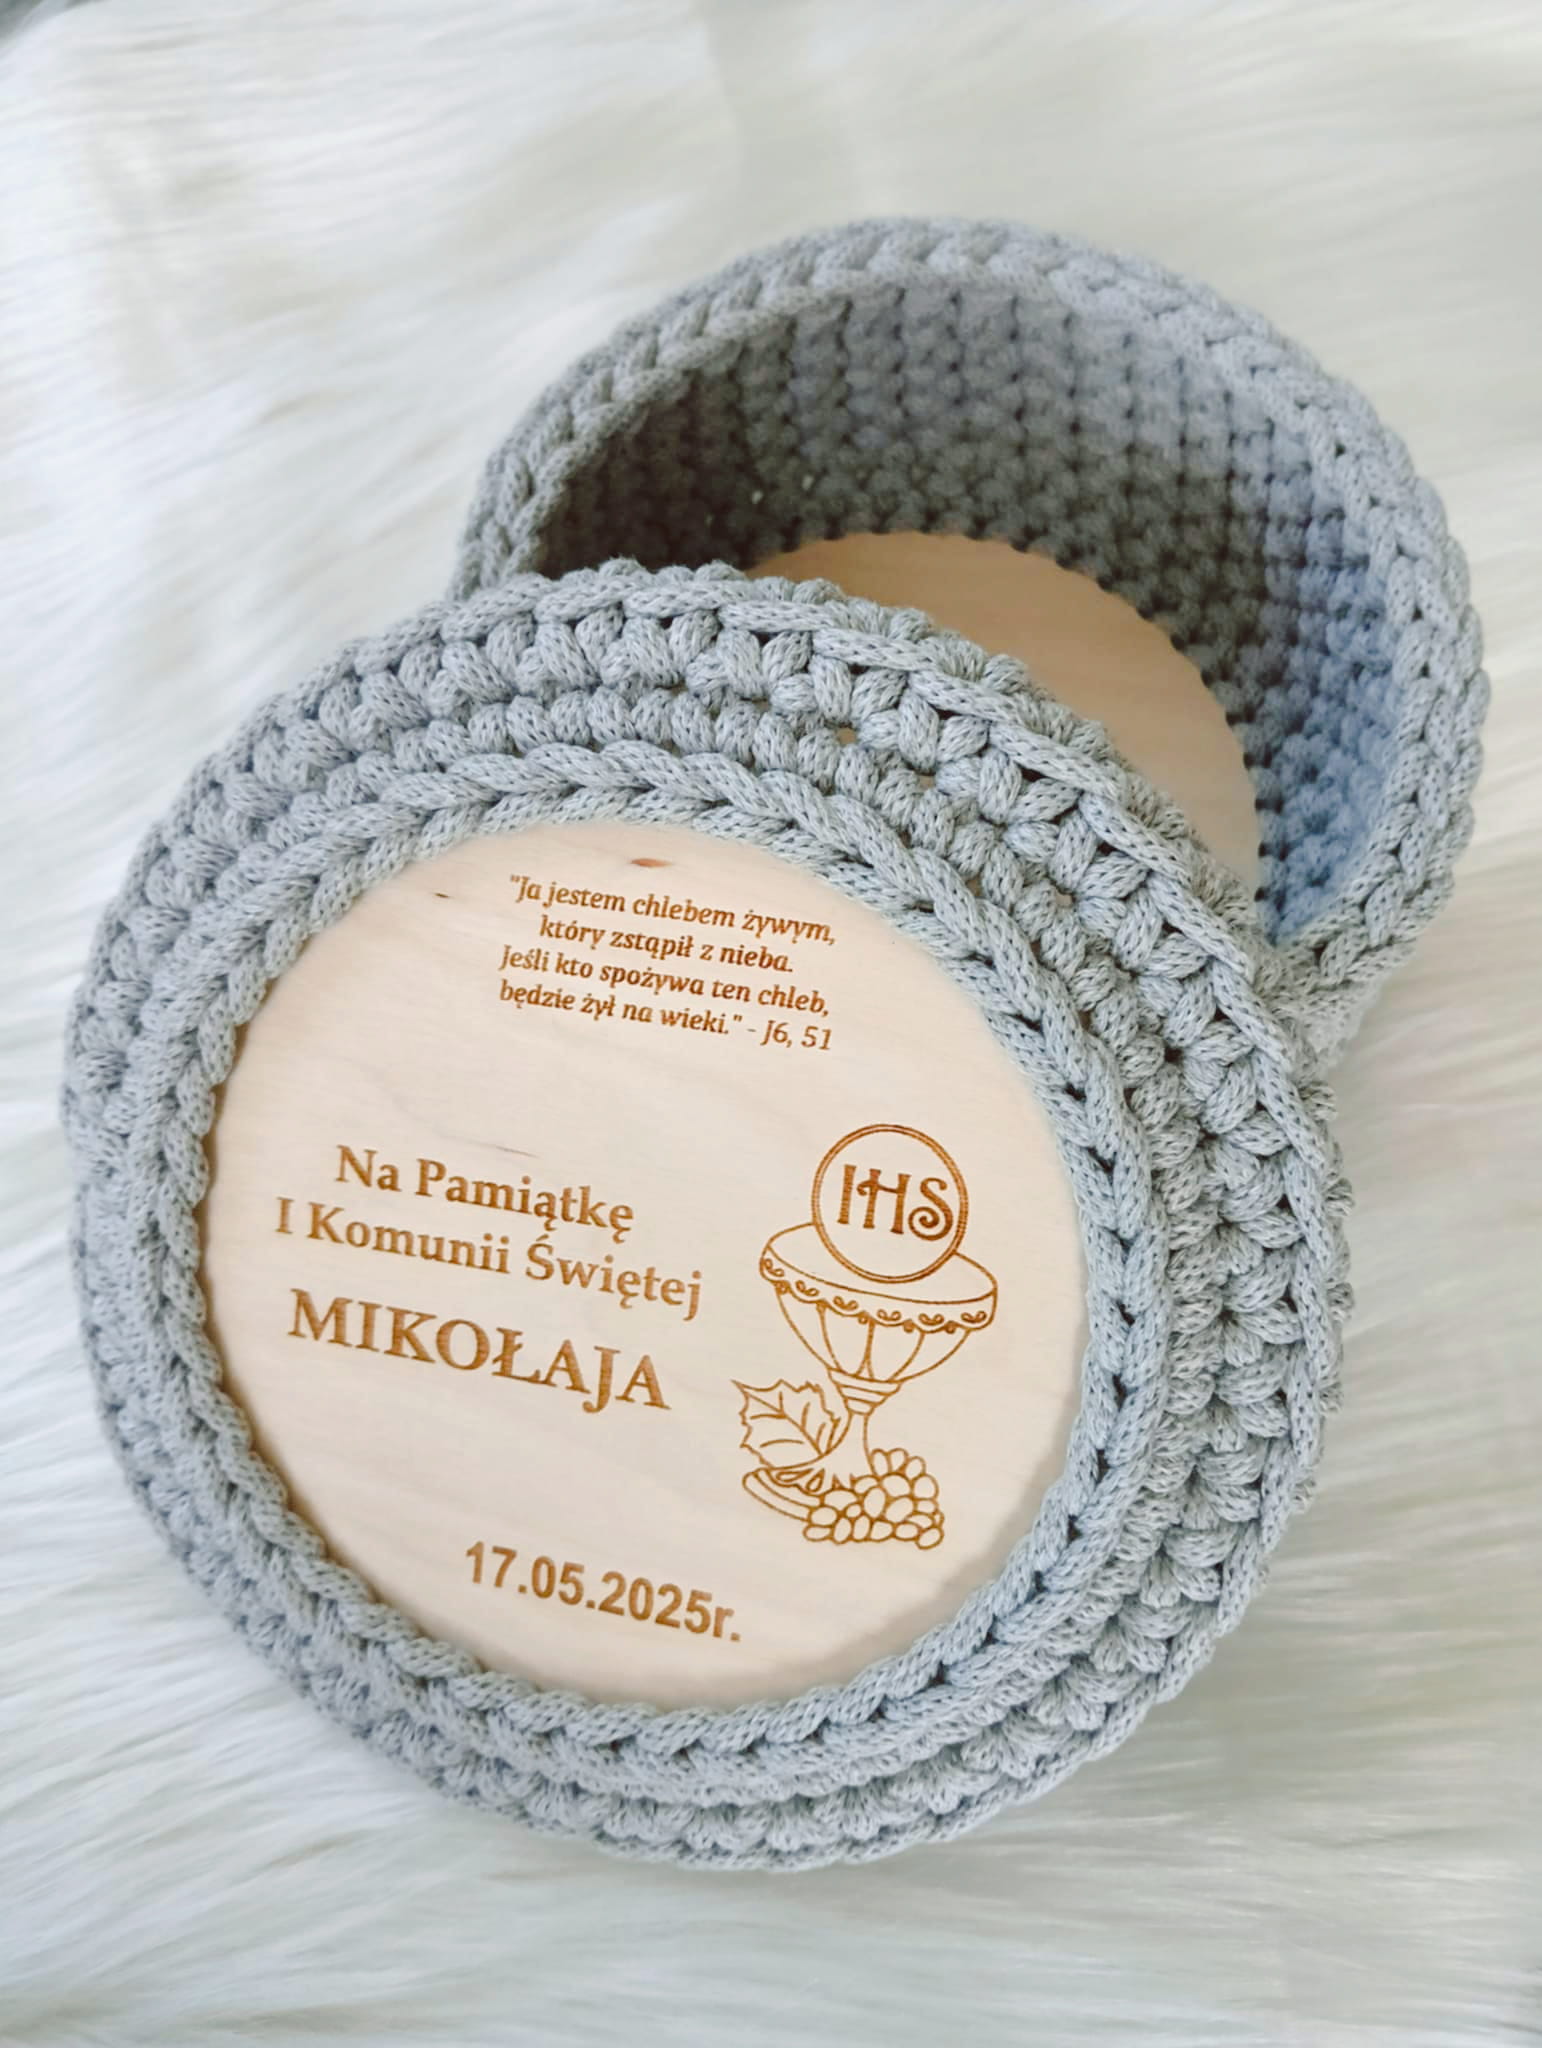 "Ja jestem chlebem żywym,
który zstąpił z nieba.
Jeśli kto spożywa ten chleb,
będzie żył na wieki." - J6, 51
Na Pamiątkę
I Komunii Świętej
MIKOŁAJA
IHS
17.05.2025r.